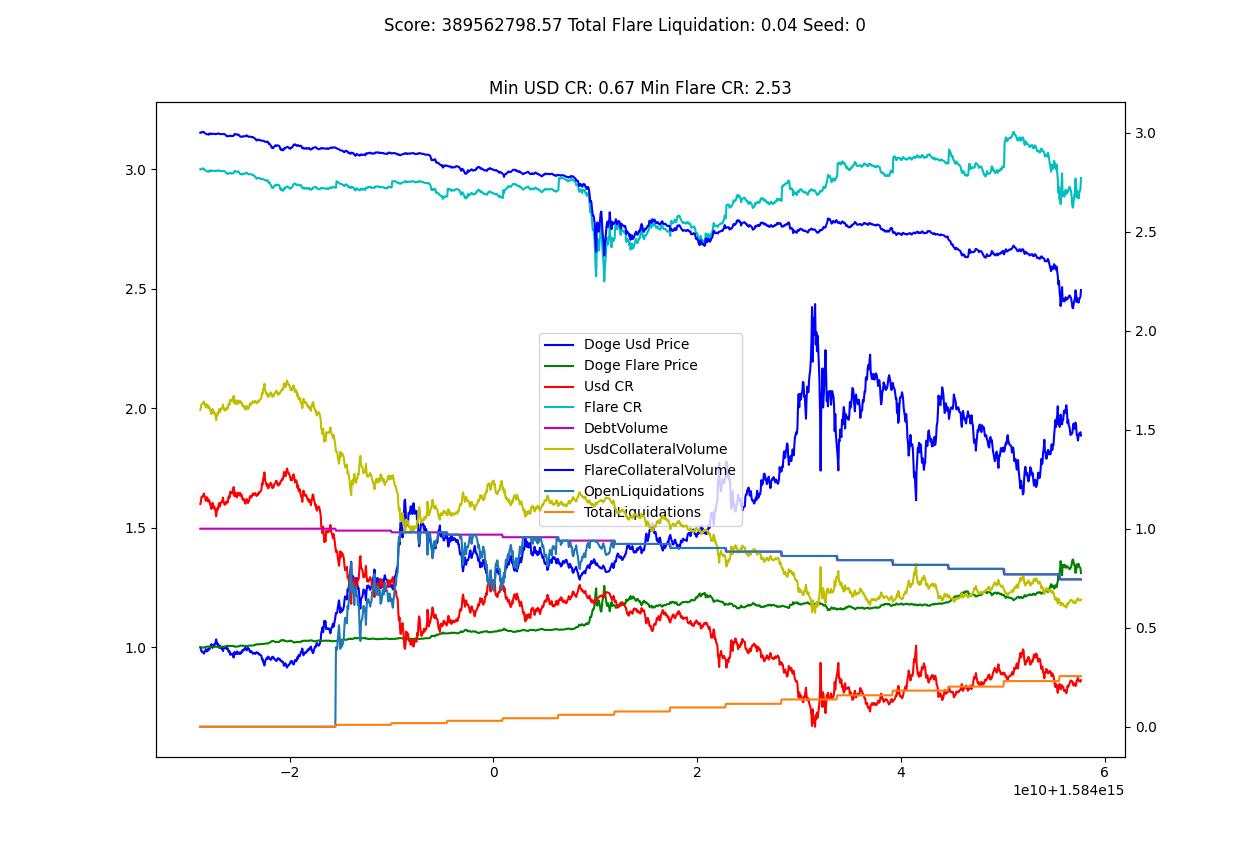 Score: 389562798.57 Total Flare Liquidation: 0.04 Seed: 0
Min USD CR: 0.67 Min Flare CR: 2.53
3.0
2.5
2.0
1.5
1.0
Doge Usd Price
Doge Flare Price
Usd CR
Flare CR
DebtVolume
UsdCollateralVolume
FlareCollateralVolume
OpenLiquidations
TotalLiquidations
3.0
2.5
2.0
1.5
1.0
0.5
0.0
−2 0 2 4 6
1e10+1.584e15